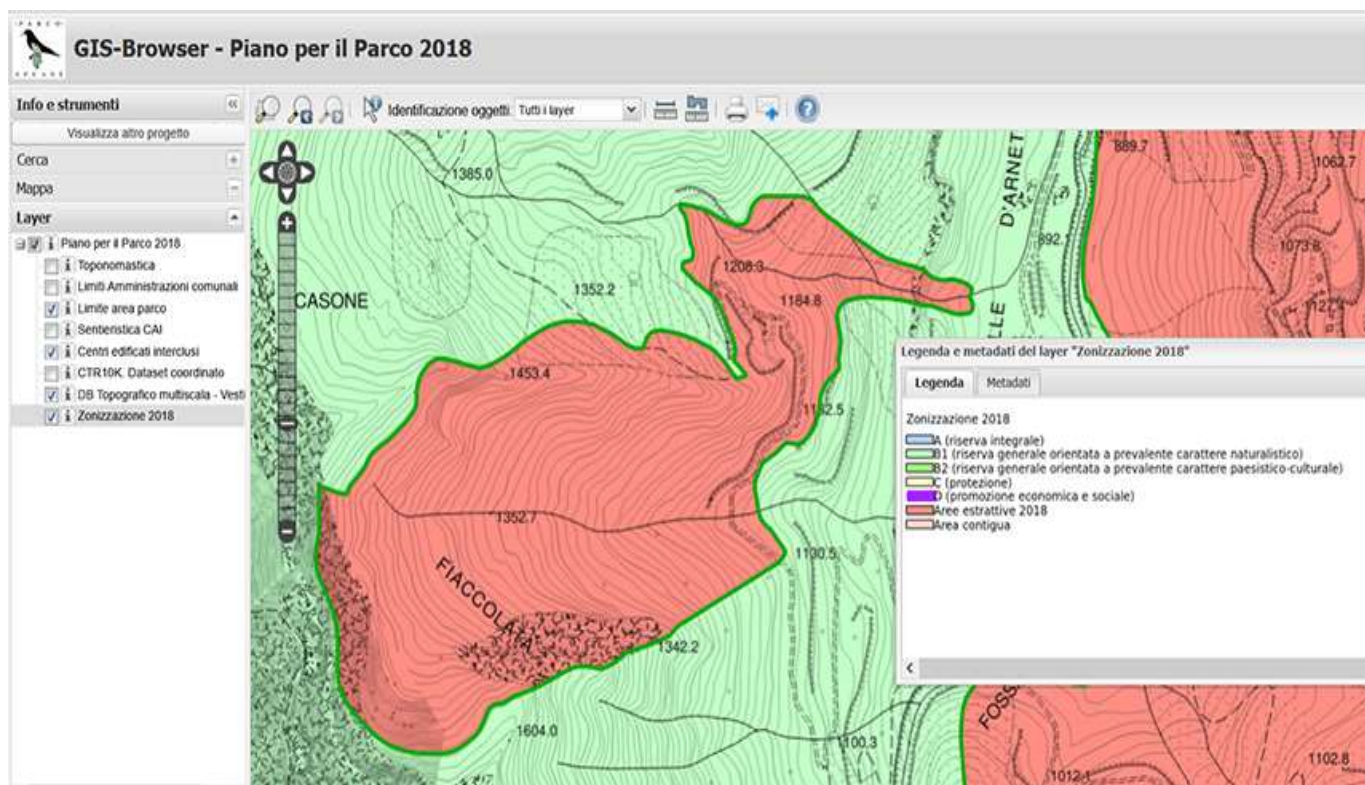 PARCO
APUANE
GIS-Browser - Piano per il Parco 2018
Info e strumenti
Visualizza altro progetto
Cerca
Mappa
Layer
Piano per il Parco 2018
Toponomastica
Limiti Amministrazioni comunali
Limite area parco
Sentieristica CAI
Centri edificati interclusi
CTR10K. Dataset coordinato
DB Topografico multiscala - Vesti
Zonizzazione 2018
Identificazione oggetti: Tutti i layer
1385.0
D'ARNET
889.7
1062.7
892.1
1073.8
1208.3
1352.2
1184.8
CASONE
LLE
1453.4
1352.7
FIACCOLATA
1130.5
1342.2
1604.0
1100.3
FOSS
1012.1
1102.8
Legenda e metadati del layer "Zonizzazione 2018"
Legenda
Metadati
Zonizzazione 2018
A (riserva integrale)
B1 (riserva generale orientata a prevalente carattere naturalistico)
B2 (riserva generale orientata a prevalente carattere paesistico-culturale)
C (protezione)
D (promozione economica e sociale)
Aree estrattive 2018
Area contigua